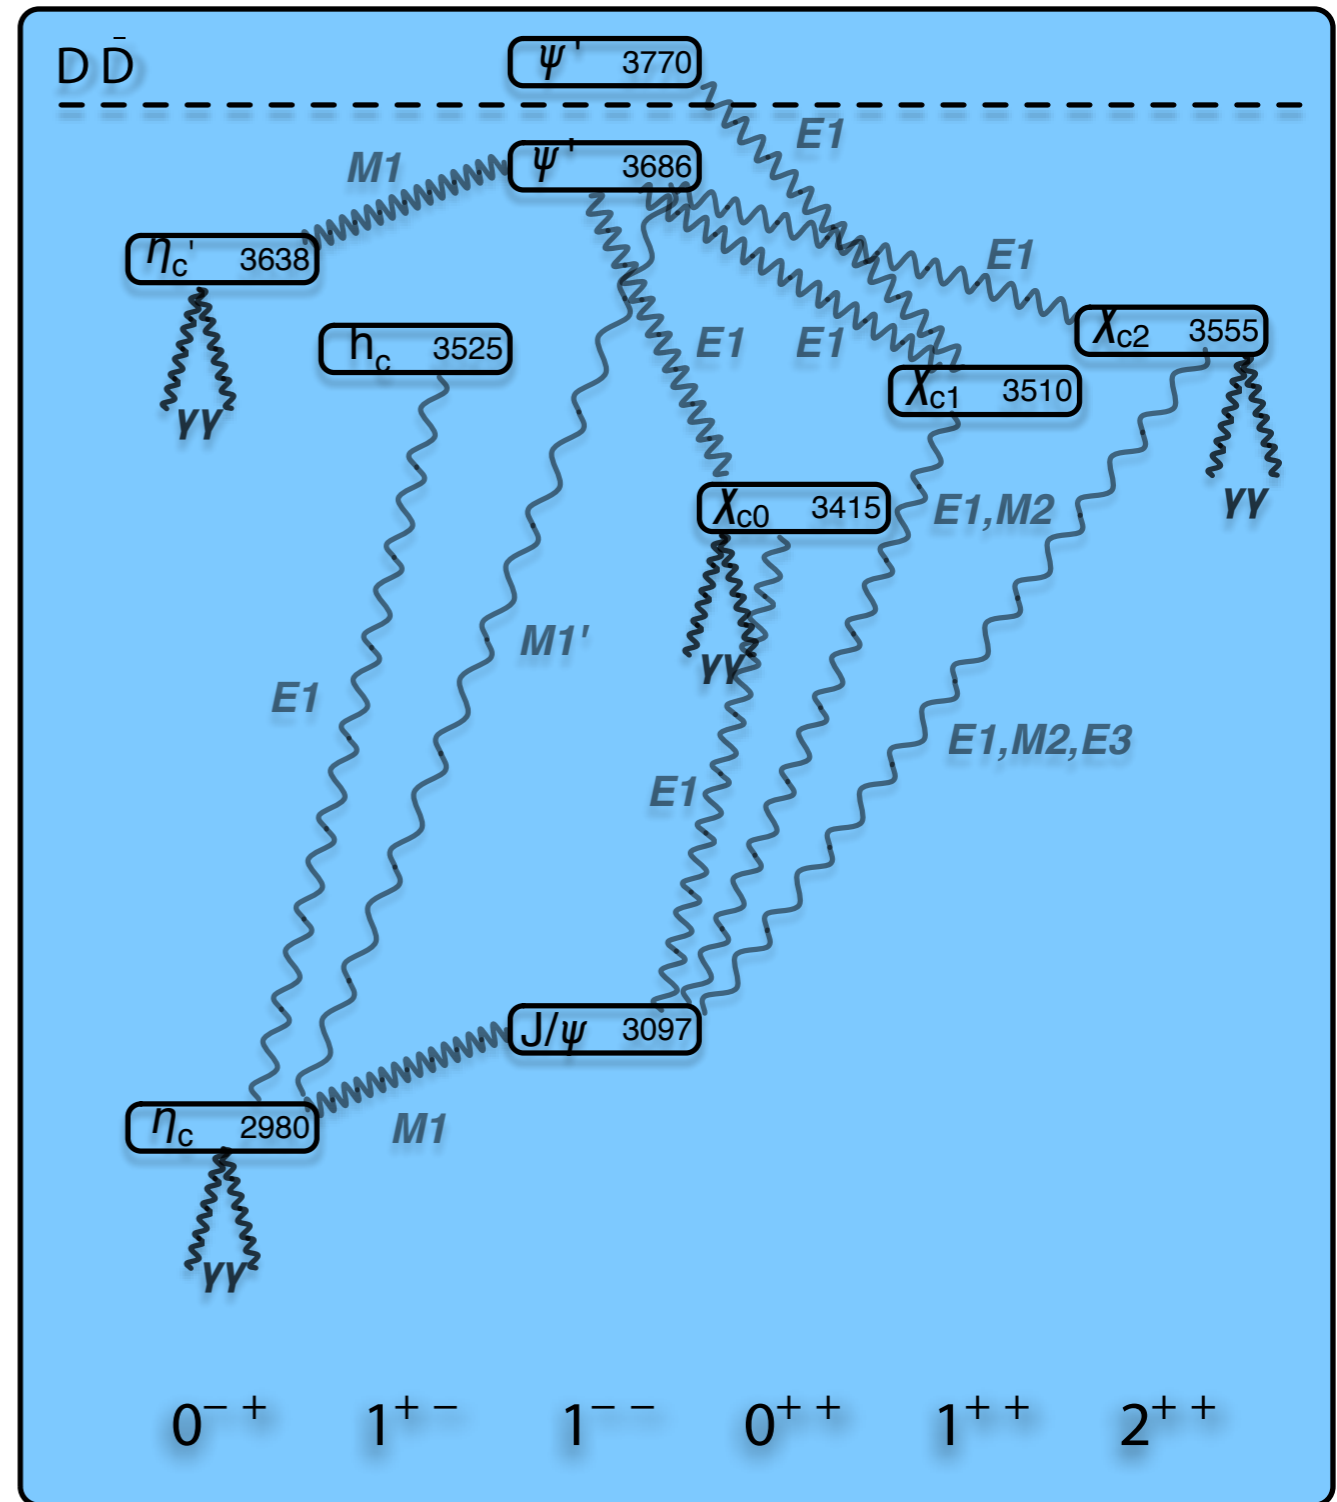 D D̄
ψ' 3770
E1
ψ' 3686
M1
ηc' 3638
E1
χc2 3555
hc 3525
E1
E1
χc1 3510
γγ
χc0 3415
E1,M2
γγ
M1'
γγ
E1
E1,M2,E3
E1
J/ψ 3097
ηc 2980
M1
γγ
0⁻⁺ 1⁺⁻ 1⁻⁻ 0⁺⁺ 1⁺⁺ 2⁺⁺